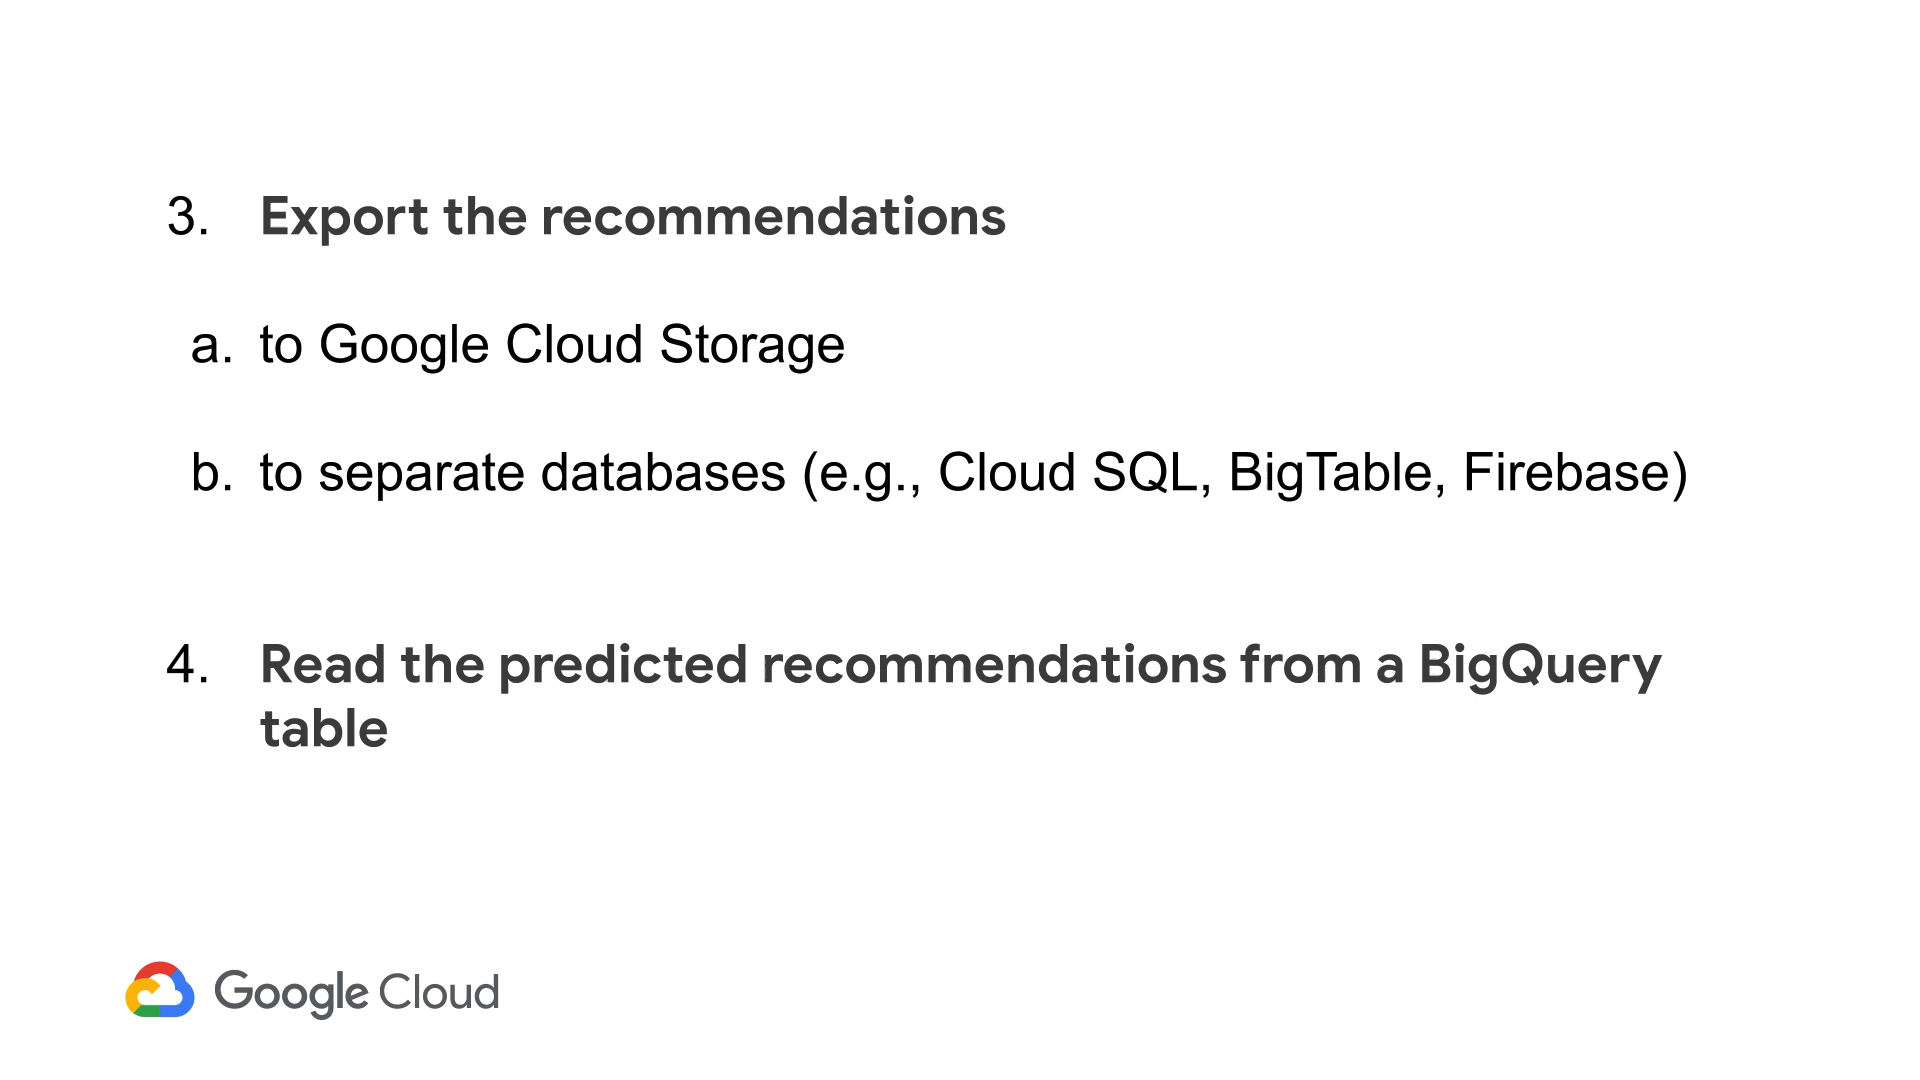 3. Export the recommendations
a. to Google Cloud Storage
b. to separate databases (e.g., Cloud SQL, BigTable, Firebase)
4. Read the predicted recommendations from a BigQuery
table
Google Cloud